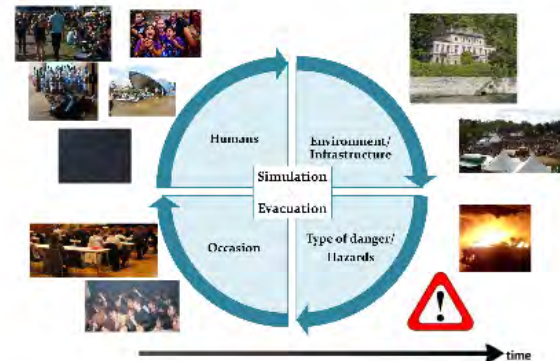 Humans
Environment/
Infrastructure
Simulation
Evacuation
Occasion
Type of danger/
Hazards
!
time